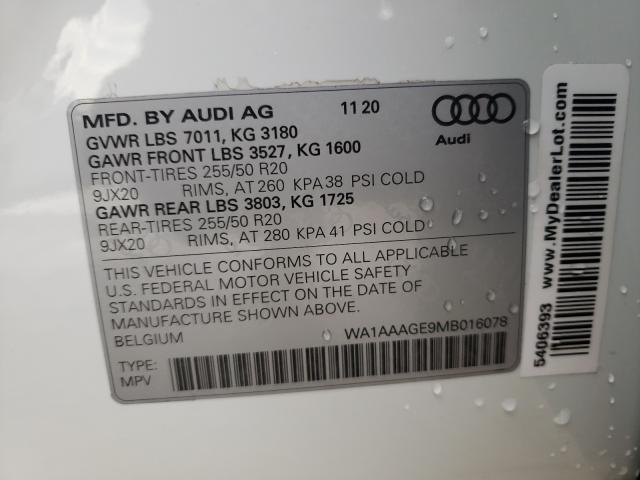 MFD. BY AUDI AG 11 20
GVWR LBS 7011, KG 3180
GAWR FRONT LBS 3527, KG 1600
FRONT-TIRES 255/50 R20
9JX20 RIMS, AT 260 KPA 38 PSI COLD
GAWR REAR LBS 3803, KG 1725
REAR-TIRES 255/50 R20
9JX20 RIMS, AT 280 KPA 41 PSI COLD
Audi
THIS VEHICLE CONFORMS TO ALL APPLICABLE
U.S. FEDERAL MOTOR VEHICLE SAFETY
STANDARDS IN EFFECT ON THE DATE OF
MANUFACTURE SHOWN ABOVE.
BELGIUM WA1AAAGE9MB016078
TYPE:
MPV
www.MyDealerLot.com
5406393